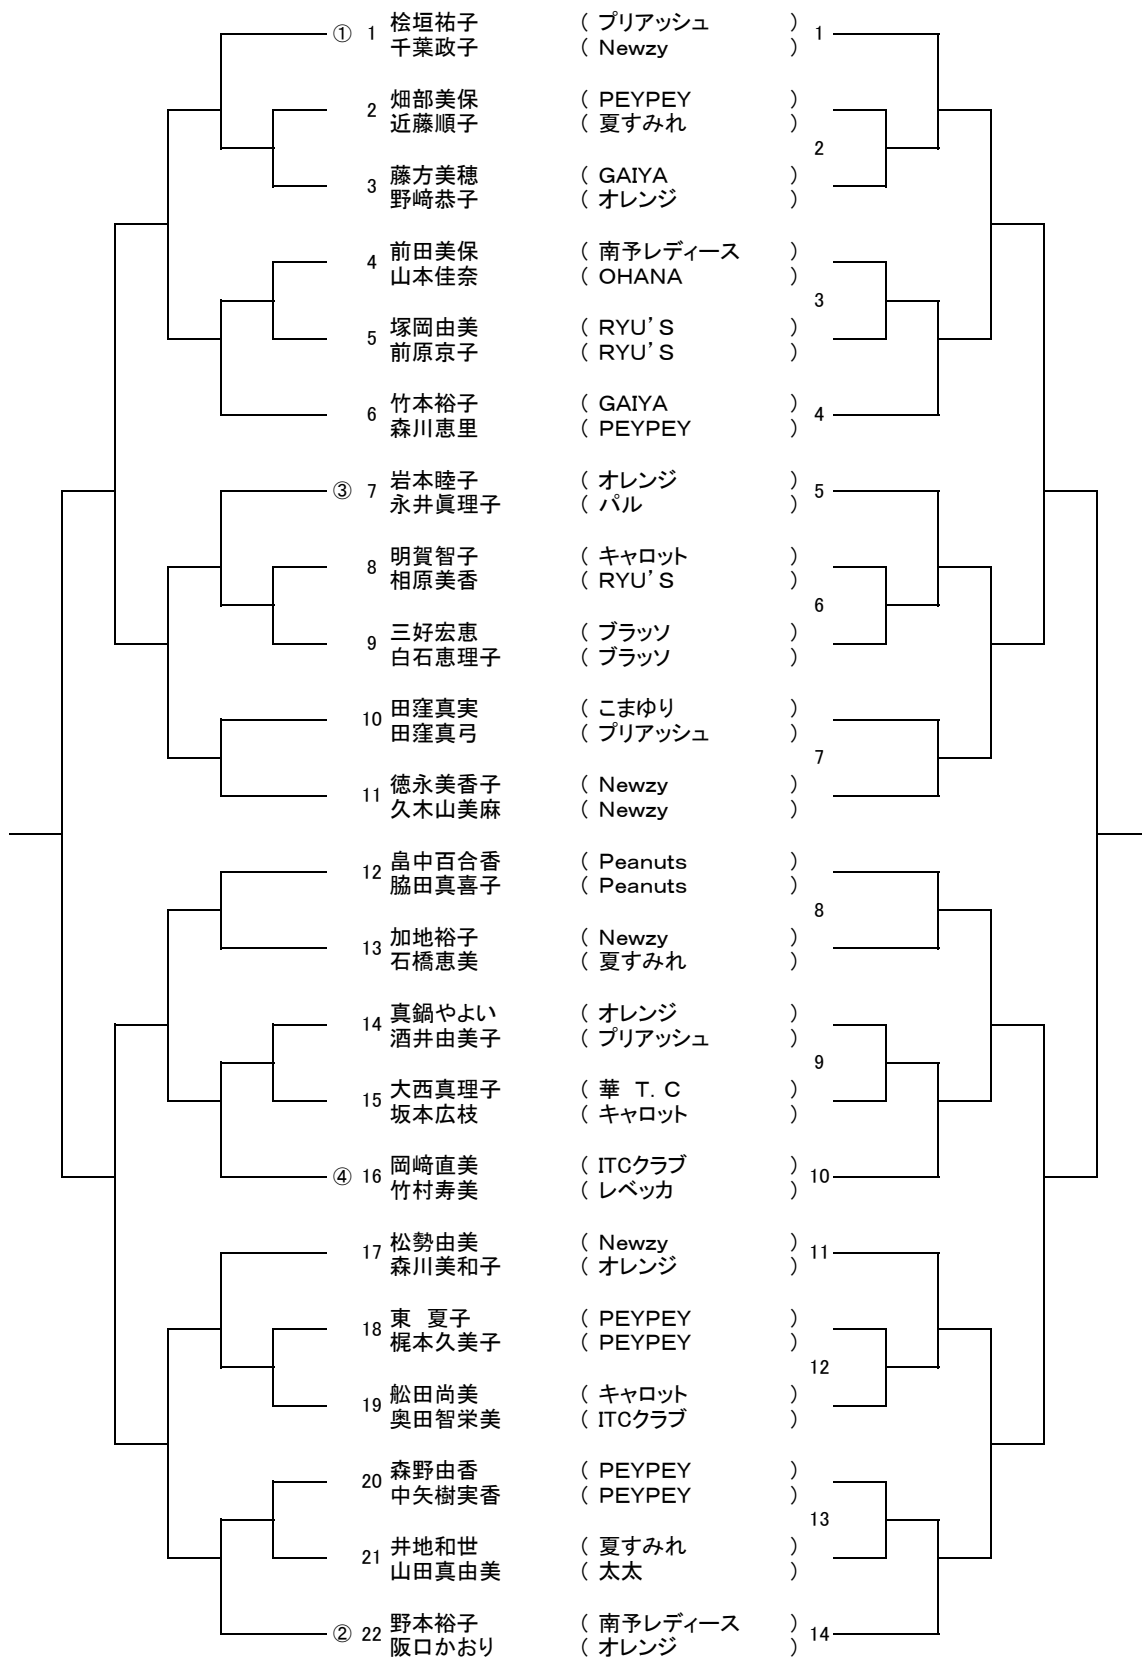 ① 1 桧垣祐子 ( プリアッシュ ) 1
千葉政子 ( Newzy )
2 畑部美保 ( PEYPEY )
近藤順子 ( 夏すみれ )
2
3 藤方美穂 ( GAIYA )
野﨑恭子 ( オレンジ )
4 前田美保 ( 南予レディース )
山本佳奈 ( OHANA )
3
5 塚岡由美 ( RYU'S )
前原京子 ( RYU'S )
6 竹本裕子 ( GAIYA ) 4
森川恵里 ( PEYPEY )
③ 7 岩本睦子 ( オレンジ ) 5
永井眞理子 ( パル )
8 明賀智子 ( キャロット )
相原美香 ( RYU'S )
6
9 三好宏恵 ( ブラッソ )
白石恵理子 ( ブラッソ )
10 田窪真実 ( こまゆり )
田窪真弓 ( プリアッシュ )
7
11 徳永美香子 ( Newzy )
久木山美麻 ( Newzy )
12 畠中百合香 ( Peanuts )
脇田真喜子 ( Peanuts )
8
13 加地裕子 ( Newzy )
石橋恵美 ( 夏すみれ )
14 真鍋やよい ( オレンジ )
酒井由美子 ( プリアッシュ )
9
15 大西真理子 ( 華 T. C )
坂本広枝 ( キャロット )
④ 16 岡﨑直美 ( ITCクラブ ) 10
竹村寿美 ( レベッカ )
17 松勢由美 ( Newzy ) 11
森川美和子 ( オレンジ )
18 東 夏子 ( PEYPEY )
梶本久美子 ( PEYPEY )
12
19 舩田尚美 ( キャロット )
奥田智栄美 ( ITCクラブ )
20 森野由香 ( PEYPEY )
中矢樹実香 ( PEYPEY )
13
21 井地和世 ( 夏すみれ )
山田真由美 ( 太太 )
② 22 野本裕子 ( 南予レディース ) 14
阪口かおり ( オレンジ )